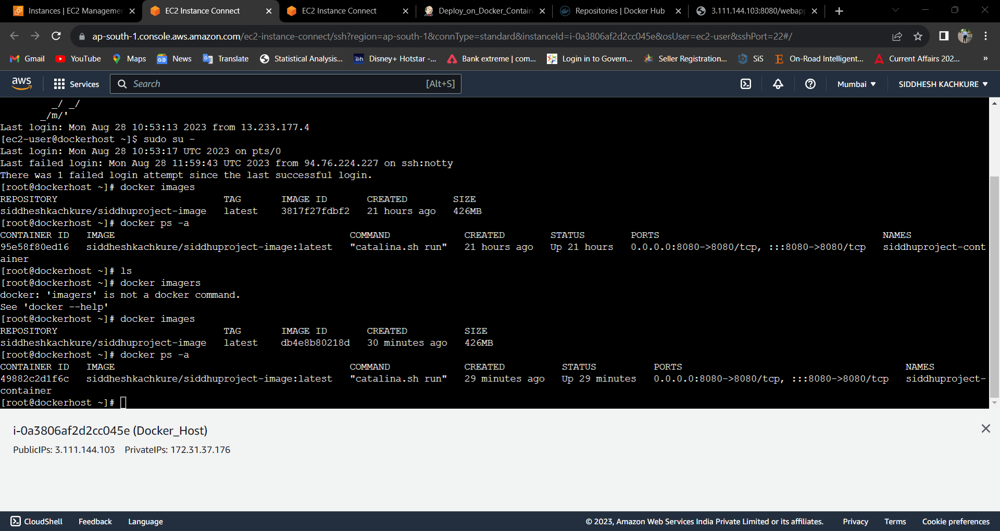 Instances | EC2 Managemer
EC2 Instance Connect
EC2 Instance Connect
Deploy_on_Docker_Contain
Repositories | Docker Hub
3.111.144.103:8080/webapp
ap-south-1.console.aws.amazon.com/ec2-instance-connect/ssh?region=ap-south-1&connType=standard&instanceId=i-0a3806af2d2cc045e&osUser=ec2-user&sshPort=22#/
Gmail YouTube Maps News Translate Statistical Analysis... Disney+ Hotstar -... Bank extreme | com... Login in to Govern... Seller Registration... SiS On-Road Intelligent... Current Affairs 202... »
aws Services Search [Alt+S] Mumbai ▼ SIDDHESH KACHKURE ▼
_/ _/
_/m/'
Last login: Mon Aug 28 10:53:13 2023 from 13.233.177.4
[ec2-user@dockerhost ~]$ sudo su -
Last login: Mon Aug 28 10:53:17 UTC 2023 on pts/0
Last failed login: Mon Aug 28 11:59:43 UTC 2023 from 94.76.224.227 on ssh:notty
There was 1 failed login attempt since the last successful login.
[root@dockerhost ~]# docker images
REPOSITORY TAG IMAGE ID CREATED SIZE
siddheshkachkure/siddhuproject-image latest 3817f27fdbf2 21 hours ago 426MB
[root@dockerhost ~]# docker ps -a
CONTAINER ID IMAGE COMMAND CREATED STATUS PORTS NAMES
95e58f80ed16 siddheshkachkure/siddhuproject-image:latest "catalina.sh run" 21 hours ago Up 21 hours 0.0.0.0:8080->8080/tcp, :::8080->8080/tcp siddhuproject-cont
ainer
[root@dockerhost ~]# ls
[root@dockerhost ~]# docker imagers
docker: 'imagers' is not a docker command.
See 'docker --help'
[root@dockerhost ~]# docker images
REPOSITORY TAG IMAGE ID CREATED SIZE
siddheshkachkure/siddhuproject-image latest db4e8b80218d 30 minutes ago 426MB
[root@dockerhost ~]# docker ps -a
CONTAINER ID IMAGE COMMAND CREATED STATUS PORTS NAMES
49882c2d1f6c siddheshkachkure/siddhuproject-image:latest "catalina.sh run" 29 minutes ago Up 29 minutes 0.0.0.0:8080->8080/tcp, :::8080->8080/tcp siddhuproject-
container
[root@dockerhost ~]#
i-0a3806af2d2cc045e (Docker_Host)
PublicIPs: 3.111.144.103 PrivateIPs: 172.31.37.176
CloudShell Feedback Language © 2023, Amazon Web Services India Private Limited or its affiliates. Privacy Terms Cookie preferences